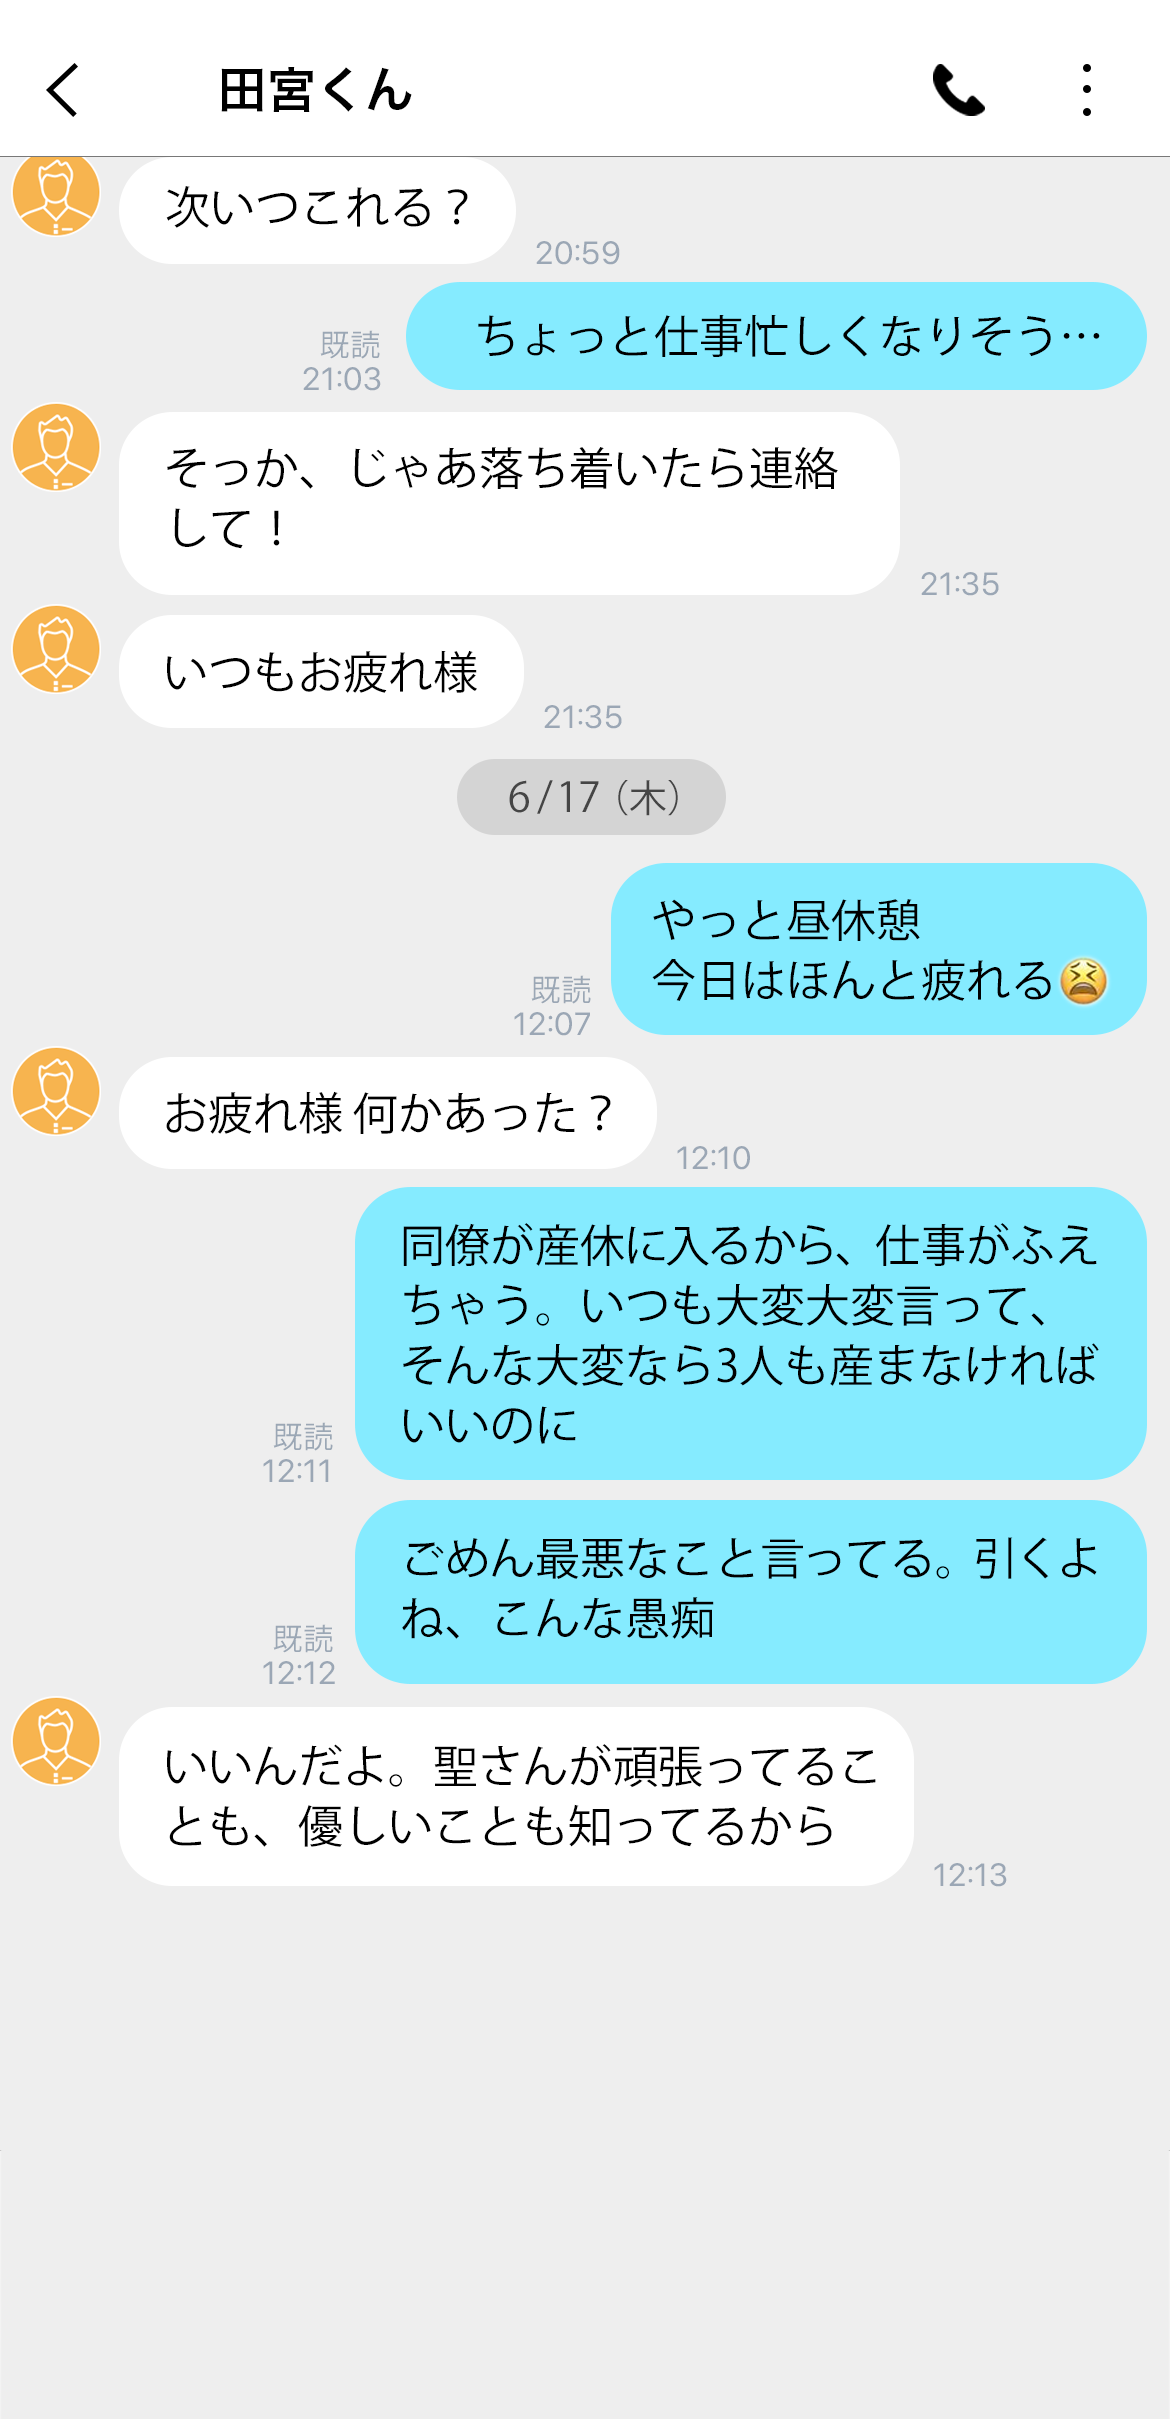 田宮くん
次いつこれる？
20:59
ちょっと仕事忙しくなりそう…
既読
21:03
そっか、じゃあ落ち着いたら連絡
して！
21:35
いつもお疲れ様
21:35
6/17（木）
やっと昼休憩
今日はほんと疲れる😫
既読
12:07
お疲れ様 何かあった？
12:10
同僚が産休に入るから、仕事がふえ
ちゃう。いつも大変大変言って、
そんな大変なら3人も産まなければ
いいのに
既読
12:11
ごめん最悪なこと言ってる。引くよ
ね、こんな愚痴
既読
12:12
いいんだよ。聖さんが頑張ってるこ
とも、優しいことも知ってるから
12:13